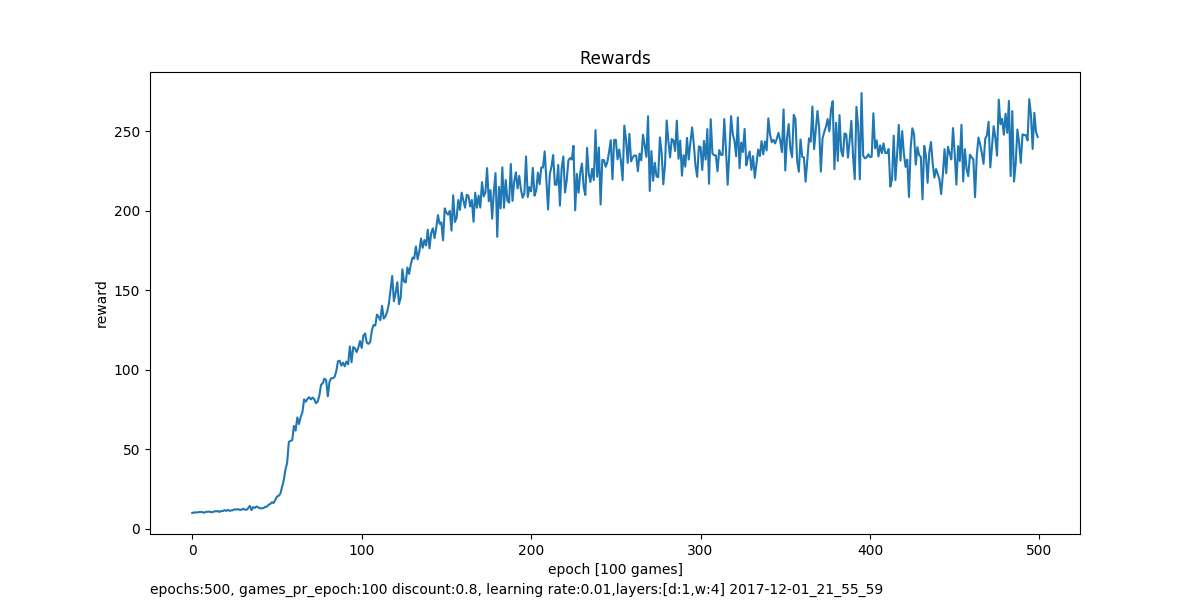 Rewards
250
200
150
100
50
0
reward
0 100 200 300 400 500
epoch [100 games]
epochs:500, games_pr_epoch:100 discount:0.8, learning rate:0.01,layers:[d:1,w:4] 2017-12-01_21_55_59